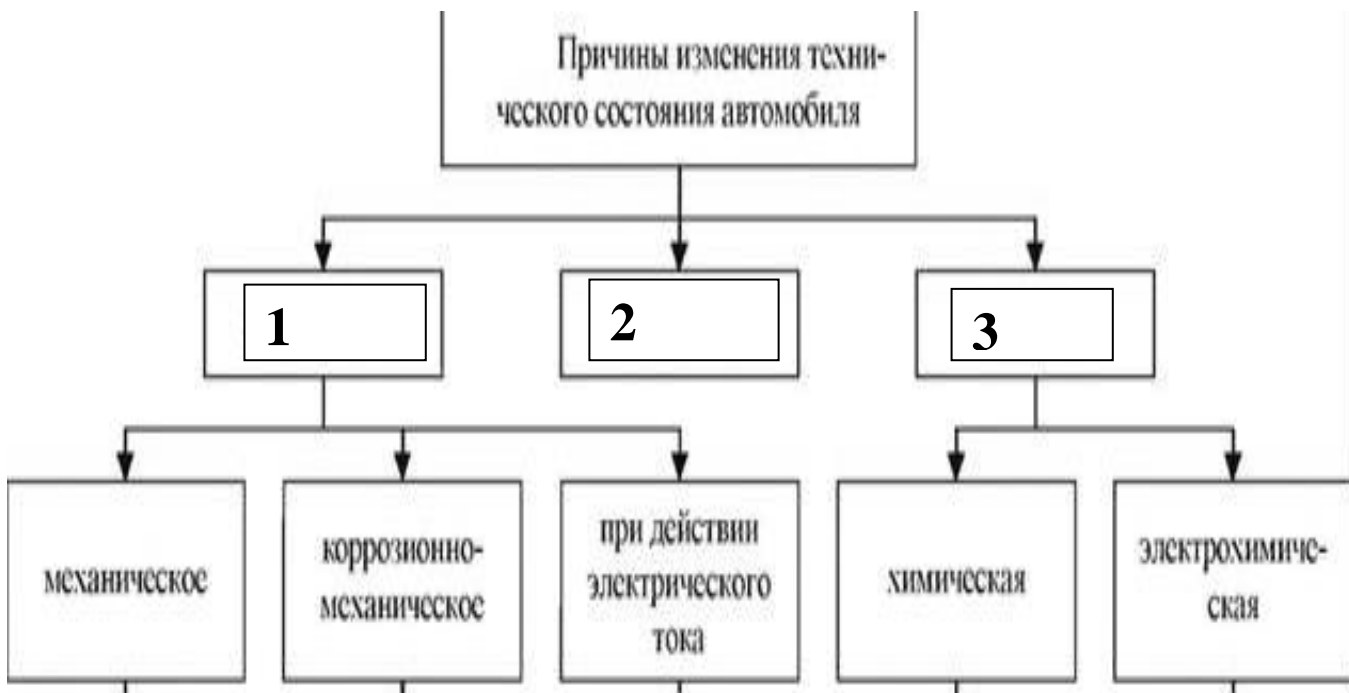 Причины изменения техни-
ческого состояния автомобиля
1
2
3
механическое
коррозионно-
механическое
при действии
электрического
тока
химическая
электрохимиче-
ская